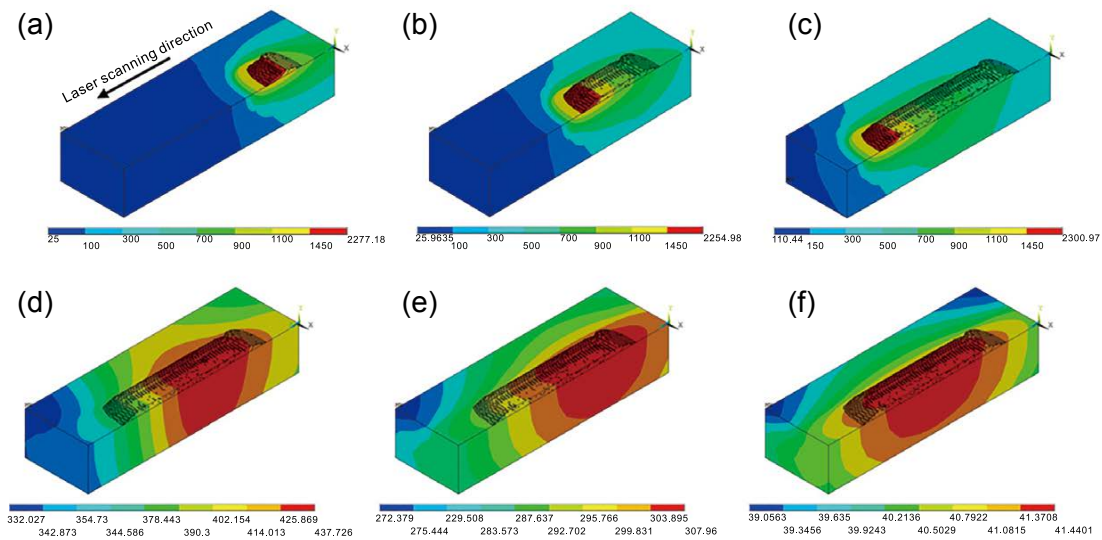 (a)
(b)
(c)
Laser scanning direction
Y
X
Y
X
Y
X
25 300 700 1100 2277.18
100 500 900 1450
25.9635 300 700 1100 2254.98
100 500 900 1450
110.44 300 700 1100 2300.97
150 500 900 1450
(d)
(e)
(f)
Y
X
Y
X
Y
X
332.027 354.73 378.443 402.154 425.869
342.873 344.586 390.3 414.013 437.726
272.379 229.508 287.637 295.766 303.895
275.444 283.573 292.702 299.831 307.96
39.0563 39.635 40.2136 40.7922 41.3708
39.3456 39.9243 40.5029 41.0815 41.4401